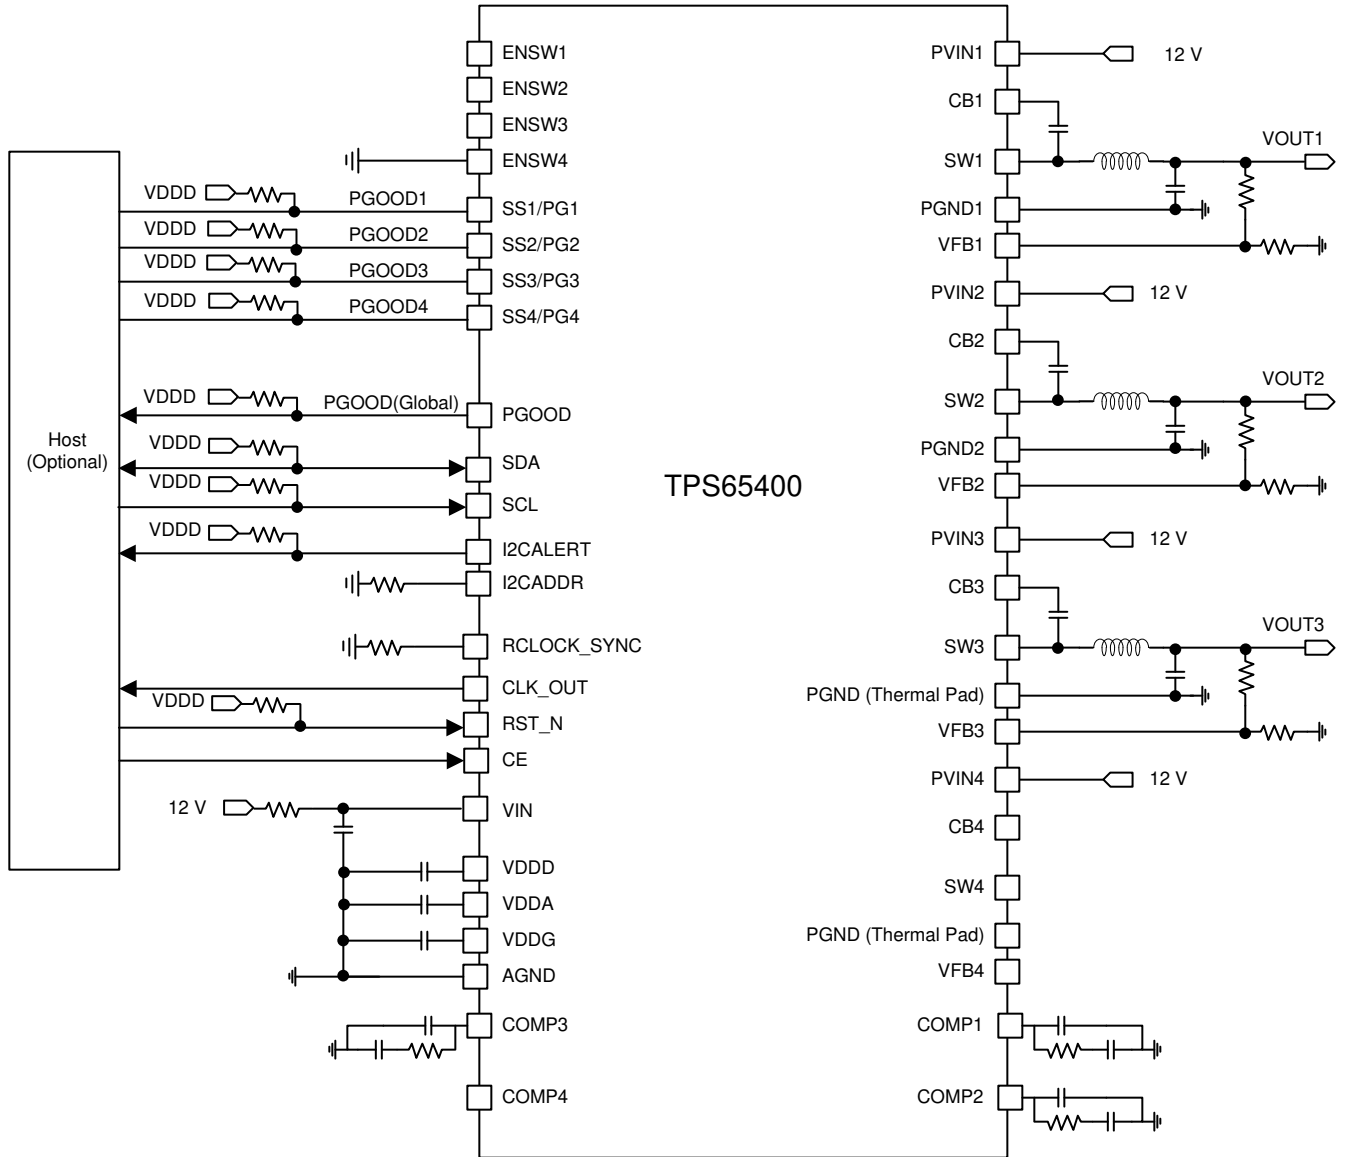 ENSW1
ENSW2
ENSW3
ENSW4
VDDD
PGOOD1
SS1/PG1
VDDD
PGOOD2
SS2/PG2
VDDD
PGOOD3
SS3/PG3
VDDD
PGOOD4
SS4/PG4
VDDD
PGOOD(Global)
PGOOD
Host
(Optional)
VDDD
SDA
VDDD
SCL
VDDD
I2CALERT
I2CADDR
RCLOCK_SYNC
CLK_OUT
VDDD
RST_N
CE
12 V
VIN
VDDD
VDDA
VDDG
AGND
COMP3
COMP4
TPS65400
PVIN1
12 V
CB1
VOUT1
SW1
PGND1
VFB1
PVIN2
12 V
CB2
VOUT2
SW2
PGND2
VFB2
PVIN3
12 V
CB3
VOUT3
SW3
PGND (Thermal Pad)
VFB3
PVIN4
12 V
CB4
SW4
PGND (Thermal Pad)
VFB4
COMP1
COMP2